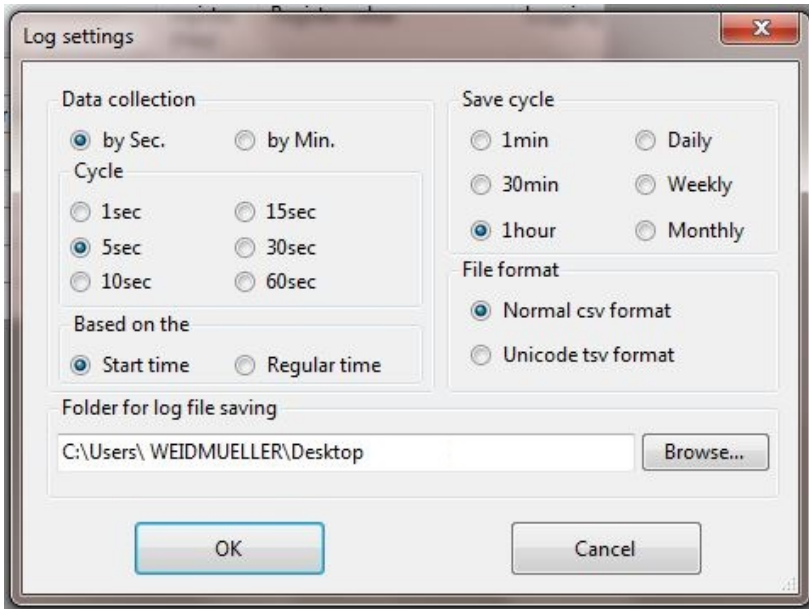 Log settings
Data collection
by Sec. by Min.
Cycle
1sec 15sec
5sec 30sec
10sec 60sec
Based on the
Start time Regular time
Save cycle
1min Daily
30min Weekly
1hour Monthly
File format
Normal csv format
Unicode tsv format
Folder for log file saving
C:\Users\ WEIDMUELLER\Desktop Browse...
OK Cancel